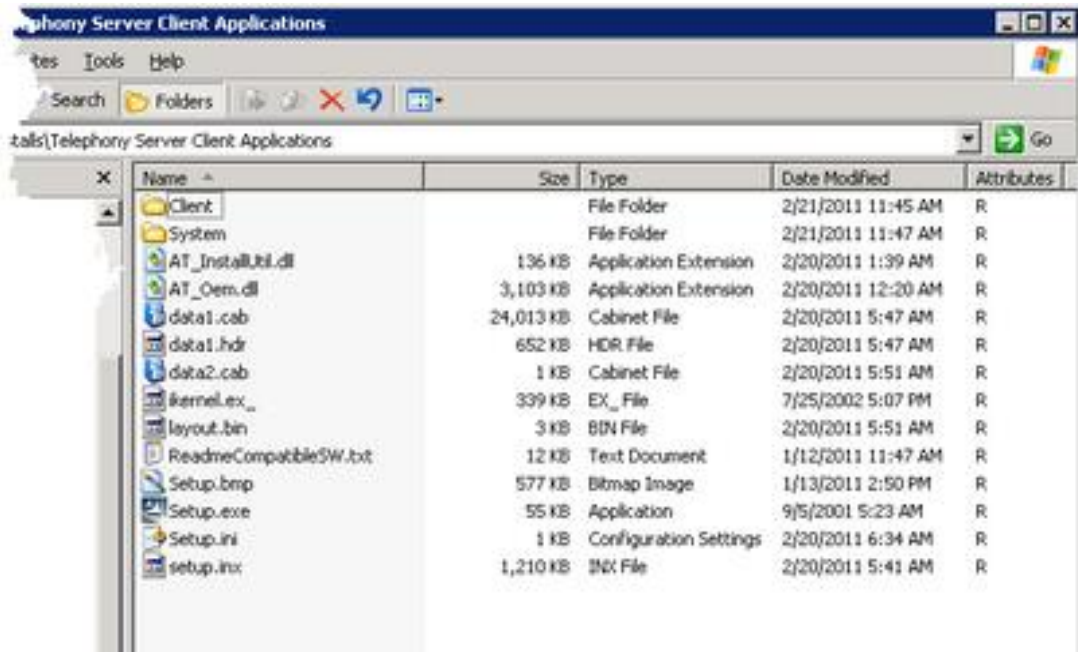 ephony Server Client Applications
tes Tools Help
Search Folders
talls\Telephony Server Client Applications Go
Name Size Type Date Modified Attributes
Client File Folder 2/21/2011 11:45 AM R
System File Folder 2/21/2011 11:47 AM R
AT_InstallUtil.dll 136 KB Application Extension 2/20/2011 1:39 AM R
AT_Oem.dll 3,103 KB Application Extension 2/20/2011 12:20 AM R
data1.cab 24,013 KB Cabinet File 2/20/2011 5:47 AM R
data1.hdr 652 KB HDR File 2/20/2011 5:47 AM R
data2.cab 1 KB Cabinet File 2/20/2011 5:51 AM R
ikernel.ex_ 339 KB EX_ File 7/25/2002 5:07 PM R
layout.bin 3 KB BIN File 2/20/2011 5:51 AM R
ReadmeCompatibleSW.txt 12 KB Text Document 1/12/2011 11:47 AM R
Setup.bmp 577 KB Bitmap Image 1/13/2011 2:50 PM R
Setup.exe 55 KB Application 9/5/2001 5:23 AM R
Setup.ini 1 KB Configuration Settings 2/20/2011 6:34 AM R
setup.inx 1,210 KB INX File 2/20/2011 5:41 AM R